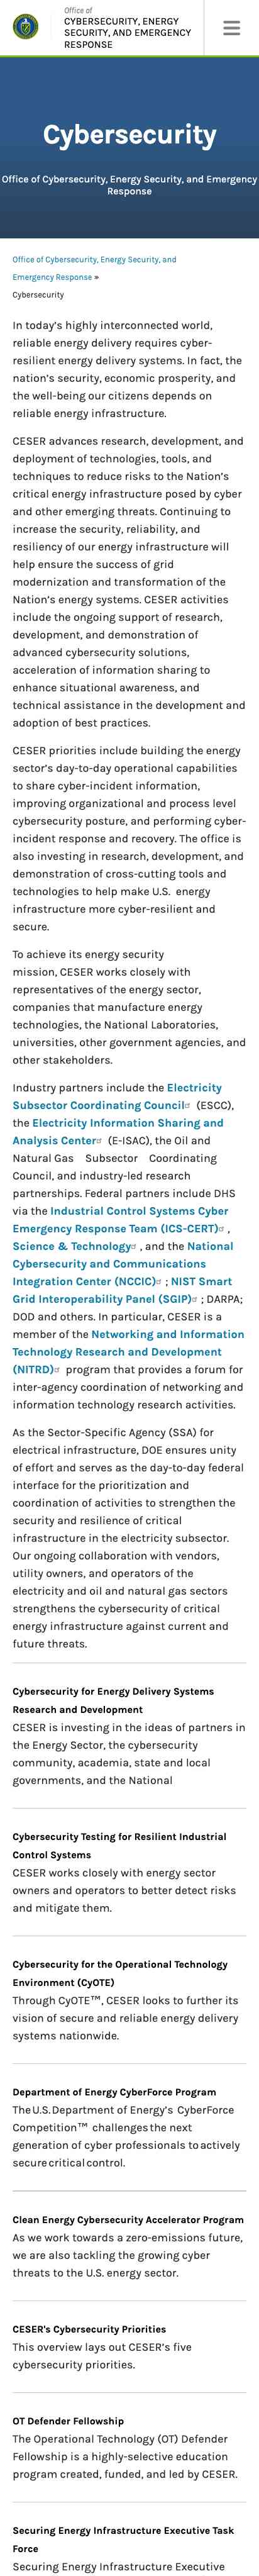 Office of
CYBERSECURITY, ENERGY
SECURITY, AND EMERGENCY
RESPONSE
Cybersecurity
Office of Cybersecurity, Energy Security, and Emergency
Response
Office of Cybersecurity, Energy Security, and
Emergency Response »
Cybersecurity
In today’s highly interconnected world,
reliable energy delivery requires cyber-
resilient energy delivery systems. In fact, the
nation’s security, economic prosperity, and
the well-being our citizens depends on
reliable energy infrastructure.
CESER advances research, development, and
deployment of technologies, tools, and
techniques to reduce risks to the Nation’s
critical energy infrastructure posed by cyber
and other emerging threats. Continuing to
increase the security, reliability, and
resiliency of our energy infrastructure will
help ensure the success of grid
modernization and transformation of the
Nation’s energy systems. CESER activities
include the ongoing support of research,
development, and demonstration of
advanced cybersecurity solutions,
acceleration of information sharing to
enhance situational awareness, and
technical assistance in the development and
adoption of best practices.
CESER priorities include building the energy
sector’s day-to-day operational capabilities
to share cyber-incident information,
improving organizational and process level
cybersecurity posture, and performing cyber-
incident response and recovery. The office is
also investing in research, development, and
demonstration of cross-cutting tools and
technologies to help make U.S. energy
infrastructure more cyber-resilient and
secure.
To achieve its energy security
mission, CESER works closely with
representatives of the energy sector,
companies that manufacture energy
technologies, the National Laboratories,
universities, other government agencies, and
other stakeholders.
Industry partners include the Electricity
Subsector Coordinating Council (ESCC),
the Electricity Information Sharing and
Analysis Center (E-ISAC), the Oil and
Natural Gas Subsector Coordinating
Council, and industry-led research
partnerships. Federal partners include DHS
via the Industrial Control Systems Cyber
Emergency Response Team (ICS-CERT) ,
Science & Technology , and the National
Cybersecurity and Communications
Integration Center (NCCIC) ; NIST Smart
Grid Interoperability Panel (SGIP) ; DARPA;
DOD and others. In particular, CESER is a
member of the Networking and Information
Technology Research and Development
(NITRD) program that provides a forum for
inter-agency coordination of networking and
information technology research activities.
As the Sector-Specific Agency (SSA) for
electrical infrastructure, DOE ensures unity
of effort and serves as the day-to-day federal
interface for the prioritization and
coordination of activities to strengthen the
security and resilience of critical
infrastructure in the electricity subsector.
Our ongoing collaboration with vendors,
utility owners, and operators of the
electricity and oil and natural gas sectors
strengthens the cybersecurity of critical
energy infrastructure against current and
future threats.
Cybersecurity for Energy Delivery Systems
Research and Development
CESER is investing in the ideas of partners in
the Energy Sector, the cybersecurity
community, academia, state and local
governments, and the National
Cybersecurity Testing for Resilient Industrial
Control Systems
CESER works closely with energy sector
owners and operators to better detect risks
and mitigate them.
Cybersecurity for the Operational Technology
Environment (CyOTE)
Through CyOTE™, CESER looks to further its
vision of secure and reliable energy delivery
systems nationwide.
Department of Energy CyberForce Program
The U.S. Department of Energy’s CyberForce
Competition™ challenges the next
generation of cyber professionals to actively
secure critical control.
Clean Energy Cybersecurity Accelerator Program
As we work towards a zero-emissions future,
we are also tackling the growing cyber
threats to the U.S. energy sector.
CESER's Cybersecurity Priorities
This overview lays out CESER’s five
cybersecurity priorities.
OT Defender Fellowship
The Operational Technology (OT) Defender
Fellowship is a highly-selective education
program created, funded, and led by CESER.
Securing Energy Infrastructure Executive Task
Force
Securing Energy Infrastructure Executive